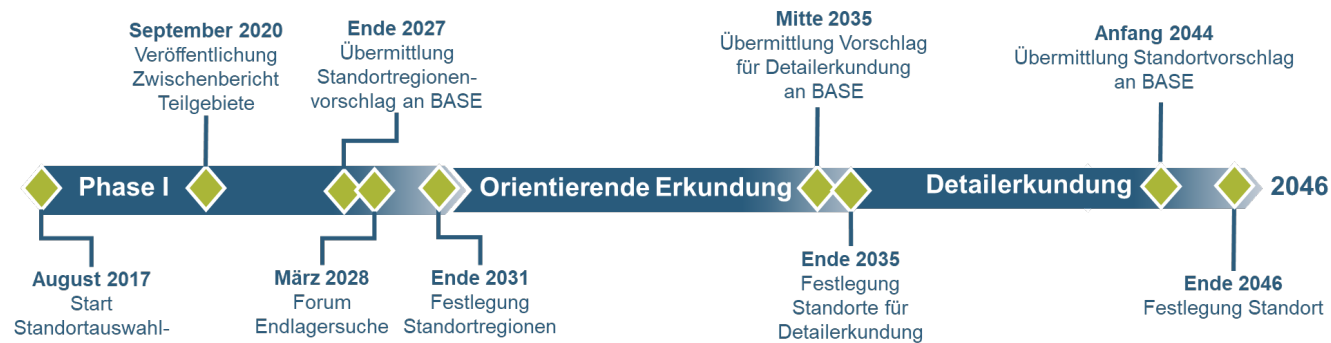 September 2020
Veröffentlichung
Zwischenbericht
Teilgebiete
Ende 2027
Übermittlung
Standortregionen-
vorschlag an BASE
Mitte 2035
Übermittlung Vorschlag
für Detailerkundung
an BASE
Anfang 2044
Übermittlung Standortvorschlag
an BASE
Phase I
Orientierende Erkundung
Detailerkundung
2046
August 2017
Start
Standortauswahl-
März 2028
Forum
Endlagersuche
Ende 2031
Festlegung
Standortregionen
Ende 2035
Festlegung
Standorte für
Detailerkundung
Ende 2046
Festlegung Standort